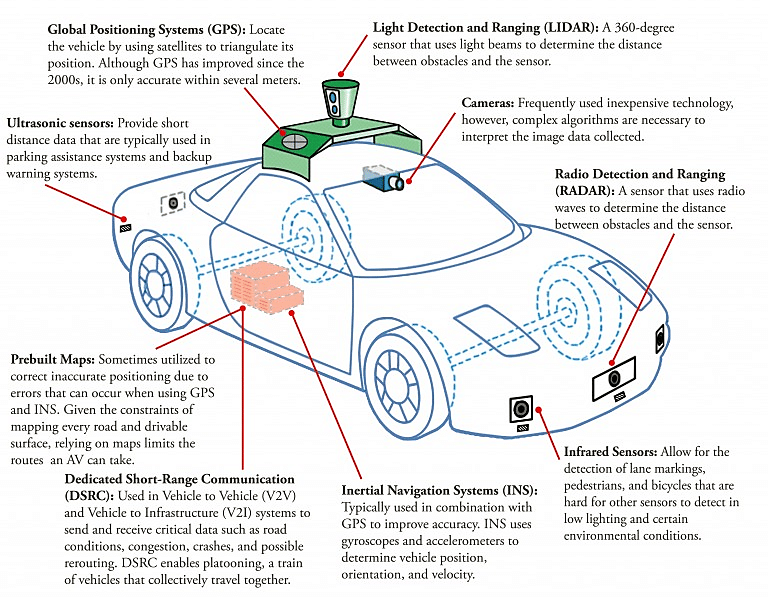 Global Positioning Systems (GPS): Locate
the vehicle by using satellites to triangulate its
position. Although GPS has improved since the
2000s, it is only accurate within several meters.
Light Detection and Ranging (LIDAR): A 360-degree
sensor that uses light beams to determine the distance
between obstacles and the sensor.
Cameras: Frequently used inexpensive technology,
however, complex algorithms are necessary to
interpret the image data collected.
Ultrasonic sensors: Provide short
distance data that are typically used in
parking assistance systems and backup
warning systems.
Radio Detection and Ranging
(RADAR): A sensor that uses radio
waves to determine the distance
between obstacles and the sensor.
Prebuilt Maps: Sometimes utilized to
correct inaccurate positioning due to
errors that can occur when using GPS
and INS. Given the constraints of
mapping every road and drivable
surface, relying on maps limits the
routes an AV can take.
Dedicated Short-Range Communication
(DSRC): Used in Vehicle to Vehicle (V2V)
and Vehicle to Infrastructure (V2I) systems to
send and receive critical data such as road
conditions, congestion, crashes, and possible
rerouting. DSRC enables platooning, a train
of vehicles that collectively travel together.
Inertial Navigation Systems (INS):
Typically used in combination with
GPS to improve accuracy. INS uses
gyroscopes and accelerometers to
determine vehicle position,
orientation, and velocity.
Infrared Sensors: Allow for the
detection of lane markings,
pedestrians, and bicycles that are
hard for other sensors to detect in
low lighting and certain
environmental conditions.